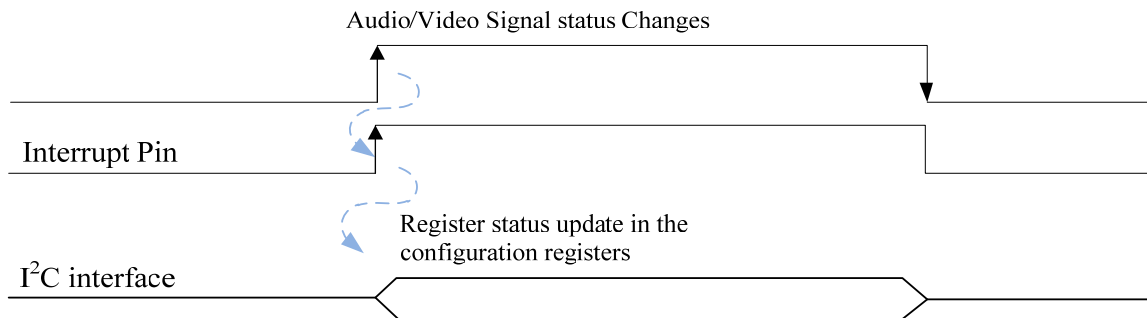 Audio/Video Signal status Changes
Interrupt Pin
Register status update in the
configuration registers
I²C interface